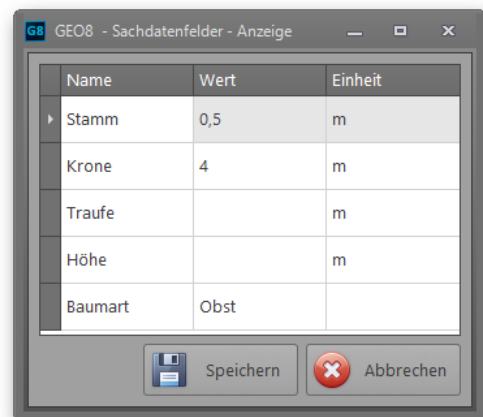 G8 GEO8 - Sachdatenfelder - Anzeige
Name Wert Einheit
Stamm 0,5 m
Krone 4 m
Traufe m
Höhe m
Baumart Obst
Speichern Abbrechen